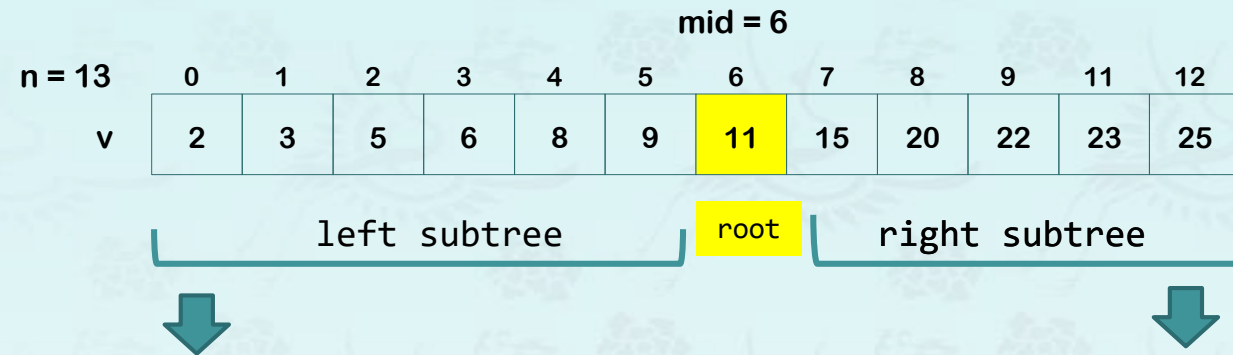 mid = 6
n = 13 0 1 2 3 4 5 6 7 8 9 11 12
v 2 3 5 6 8 9 11 15 20 22 23 25
left subtree root right subtree